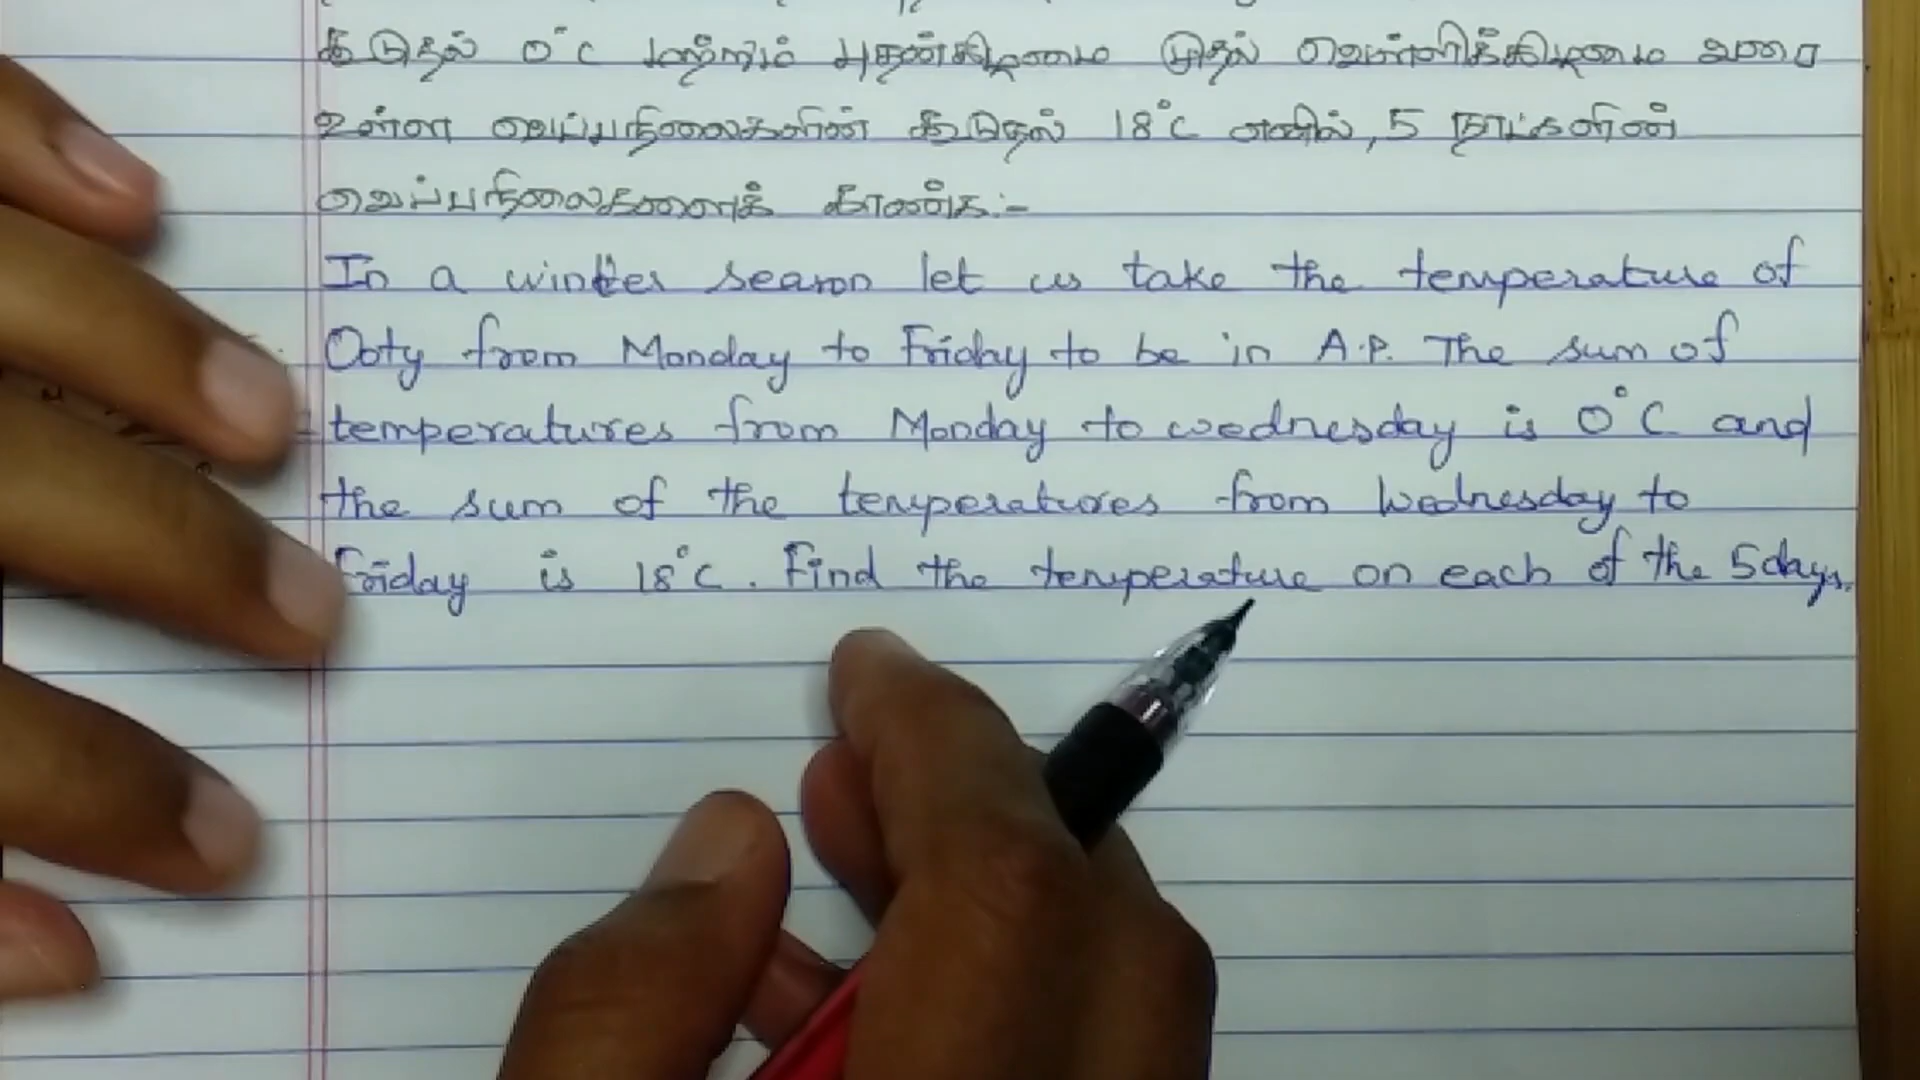 கூடுதல் 0°C மற்றும் புதன்கிழமை முதல் வெள்ளிக்கிழமை வரை
உள்ள வெப்பநிலைகளின் கூடுதல் 18°C எனில், 5 நாட்களின்
வெப்பநிலைகளைக் காண்க:-
In a winter season let us take the temperature of
Ooty from Monday to Friday to be in A.P. The sum of
temperatures from Monday to wednesday is 0°C and
the sum of the temperatures from Wednesday to
Friday is 18°C. Find the temperature on each of the 5days.